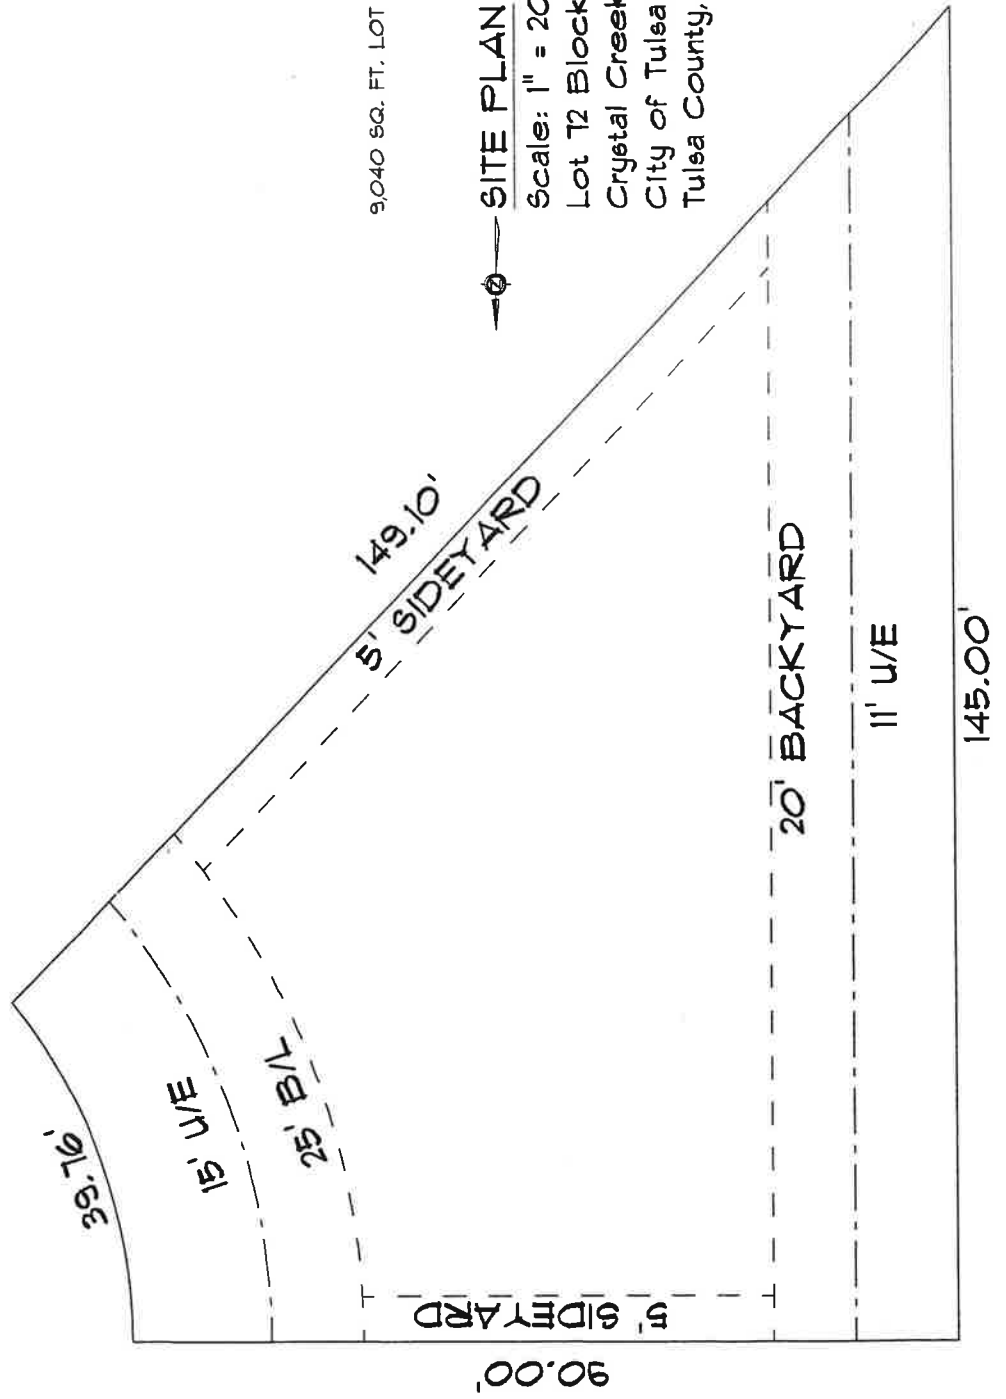 9,040 SQ. FT. LOT
SITE PLAN
Scale: 1" = 20
Lot 72 Block
Crystal Creek
City of Tulsa
Tulsa County,
39.76'
15' U/E
25' B/L
149.10'
5' SIDEYARD
5' SIDEYARD
90.00'
20' BACKYARD
11' U/E
145.00'